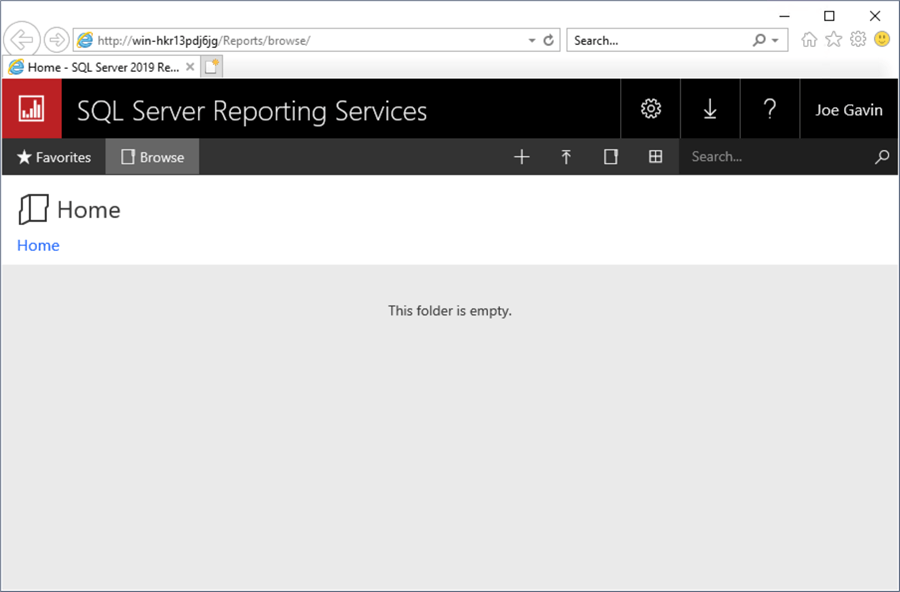 http://win-hkr13pdj6jg/Reports/browse/
Search...
Home - SQL Server 2019 Re...
SQL Server Reporting Services
?
Joe Gavin
Favorites
Browse
Search...
Home
Home
This folder is empty.